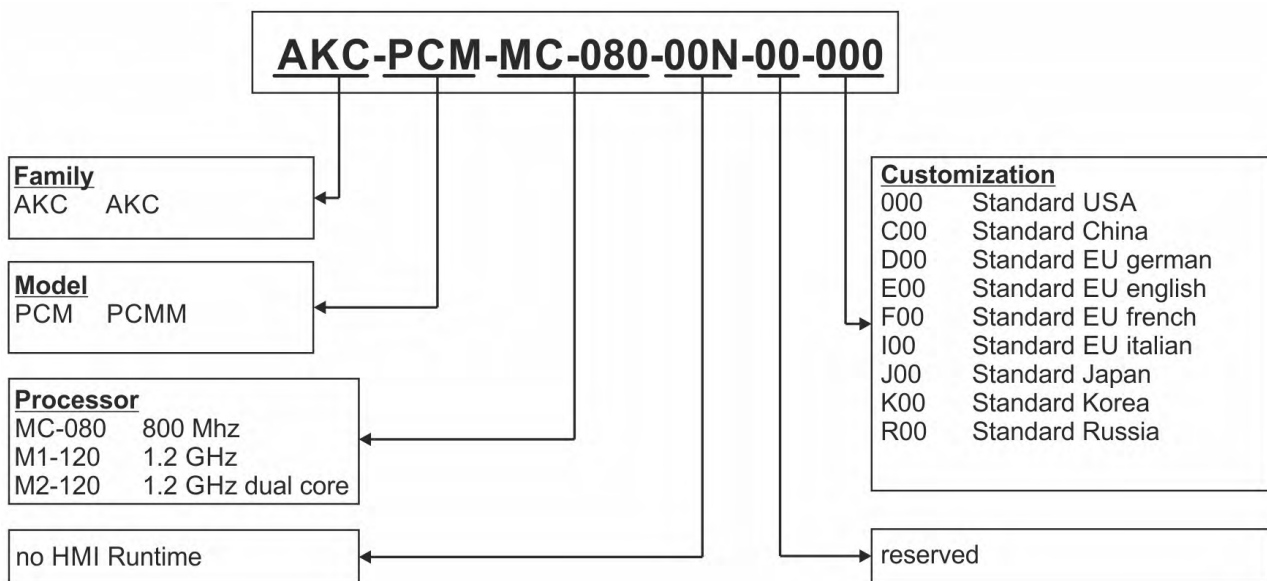 AKC-PCM-MC-080-00N-00-000
Family
AKC AKC
Model
PCM PCMM
Processor
MC-080 800 Mhz
M1-120 1.2 GHz
M2-120 1.2 GHz dual core
no HMI Runtime
Customization
000 Standard USA
C00 Standard China
D00 Standard EU german
E00 Standard EU english
F00 Standard EU french
I00 Standard EU italian
J00 Standard Japan
K00 Standard Korea
R00 Standard Russia
reserved